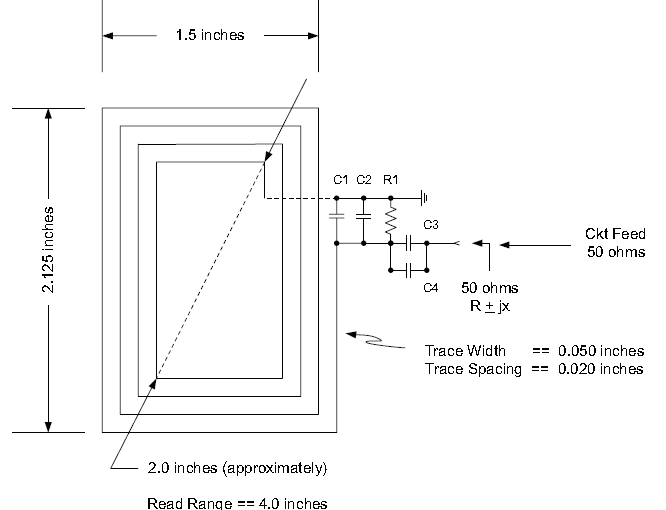 1.5 inches
C1 C2 R1
C3
Ckt Feed
50 ohms
2.125 inches
C4
50 ohms
R ± jx
Trace Width == 0.050 inches
Trace Spacing == 0.020 inches
2.0 inches (approximately)
Read Range == 4.0 inches